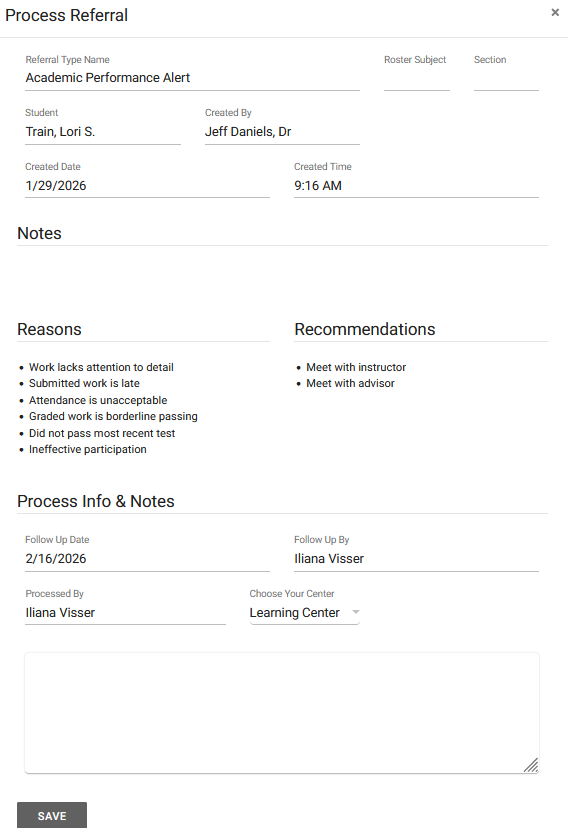 Process Referral ×
Referral Type Name Roster Subject Section
Academic Performance Alert
Student Created By
Train, Lori S. Jeff Daniels, Dr
Created Date Created Time
1/29/2026 9:16 AM
Notes
Reasons Recommendations
• Work lacks attention to detail • Meet with instructor
• Submitted work is late • Meet with advisor
• Attendance is unacceptable
• Graded work is borderline passing
• Did not pass most recent test
• Ineffective participation
Process Info & Notes
Follow Up Date Follow Up By
2/16/2026 Iliana Visser
Processed By Choose Your Center
Iliana Visser Learning Center
SAVE